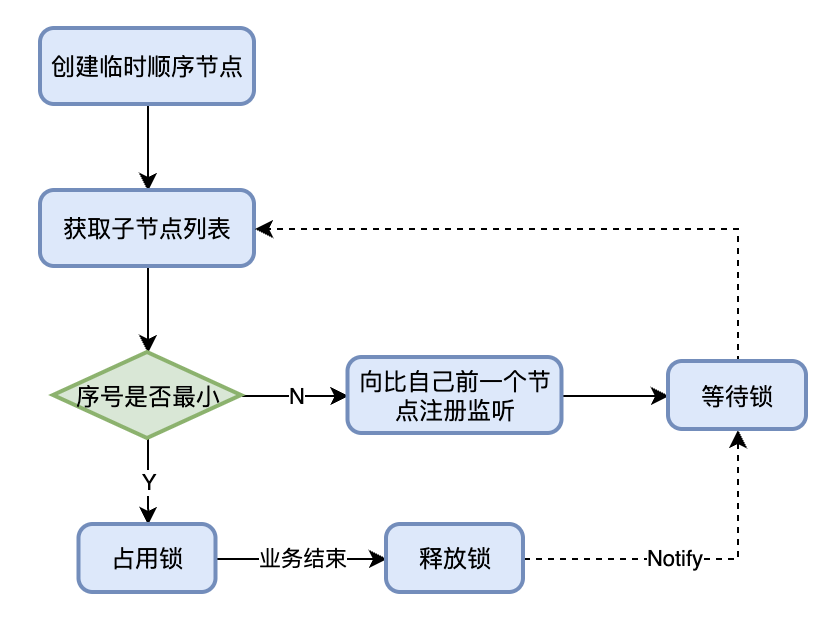 创建临时顺序节点
获取子节点列表
序号是否最小
N
向比自己前一个节
点注册监听
等待锁
Y
占用锁
业务结束
释放锁
Notify